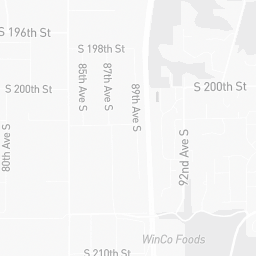 S 196th St
S 198th St
S 200th St
S 200th St
80th Ave S
85th Ave S
87th Ave S
89th Ave S
92nd Ave S
WinCo Foods
S 210th St